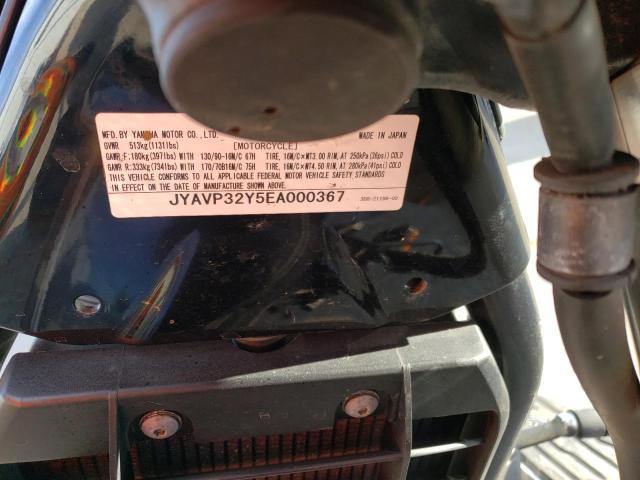 MFD. BY YAMAHA MOTOR CO., LTD. MADE IN JAPAN
GVWR 513kg(1131lbs) [MOTORCYCLE]
GAWR F:180kg(397lbs) WITH 130/90-16M/C 67H TIRE, 16M/C×MT3.00 RIM, AT 250kPa(36psi) COLD
GAWR R:333kg(734lbs) WITH 170/70B16M/C 75H TIRE, 16M/C×MT4.50 RIM, AT 280kPa(41psi) COLD
THIS VEHICLE CONFORMS TO ALL APPLICABLE FEDERAL MOTOR VEHICLE SAFETY STANDARDS
IN EFFECT ON THE DATE OF MANUFACTURE
SHOWN ABOVE.
JYAVP32Y5EA000367